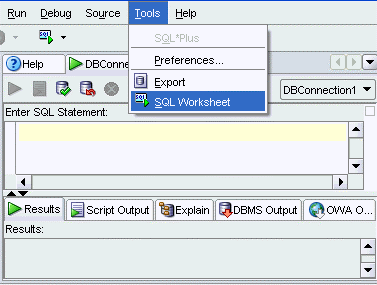 Run Debug Source Tools Help
SQL*Plus
Preferences...
Export
SQL Worksheet
Help DBConne
DBConnection1
Enter SQL Statement:
Results Script Output Explain DBMS Output OWA O...
Results: